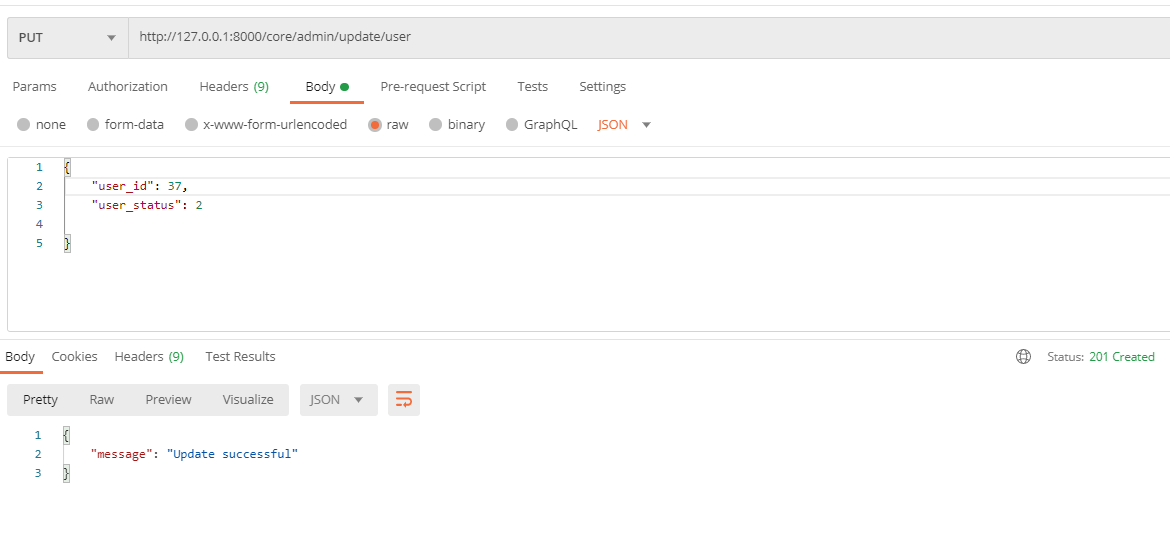 PUT http://127.0.0.1:8000/core/admin/update/user
Params Authorization Headers (9) Body Pre-request Script Tests Settings
none form-data x-www-form-urlencoded raw binary GraphQL JSON
1 {
2 "user_id": 37,
3 "user_status": 2
4
5 }
Body Cookies Headers (9) Test Results Status: 201 Created
Pretty Raw Preview Visualize JSON
1 {
2 "message": "Update successful"
3 }